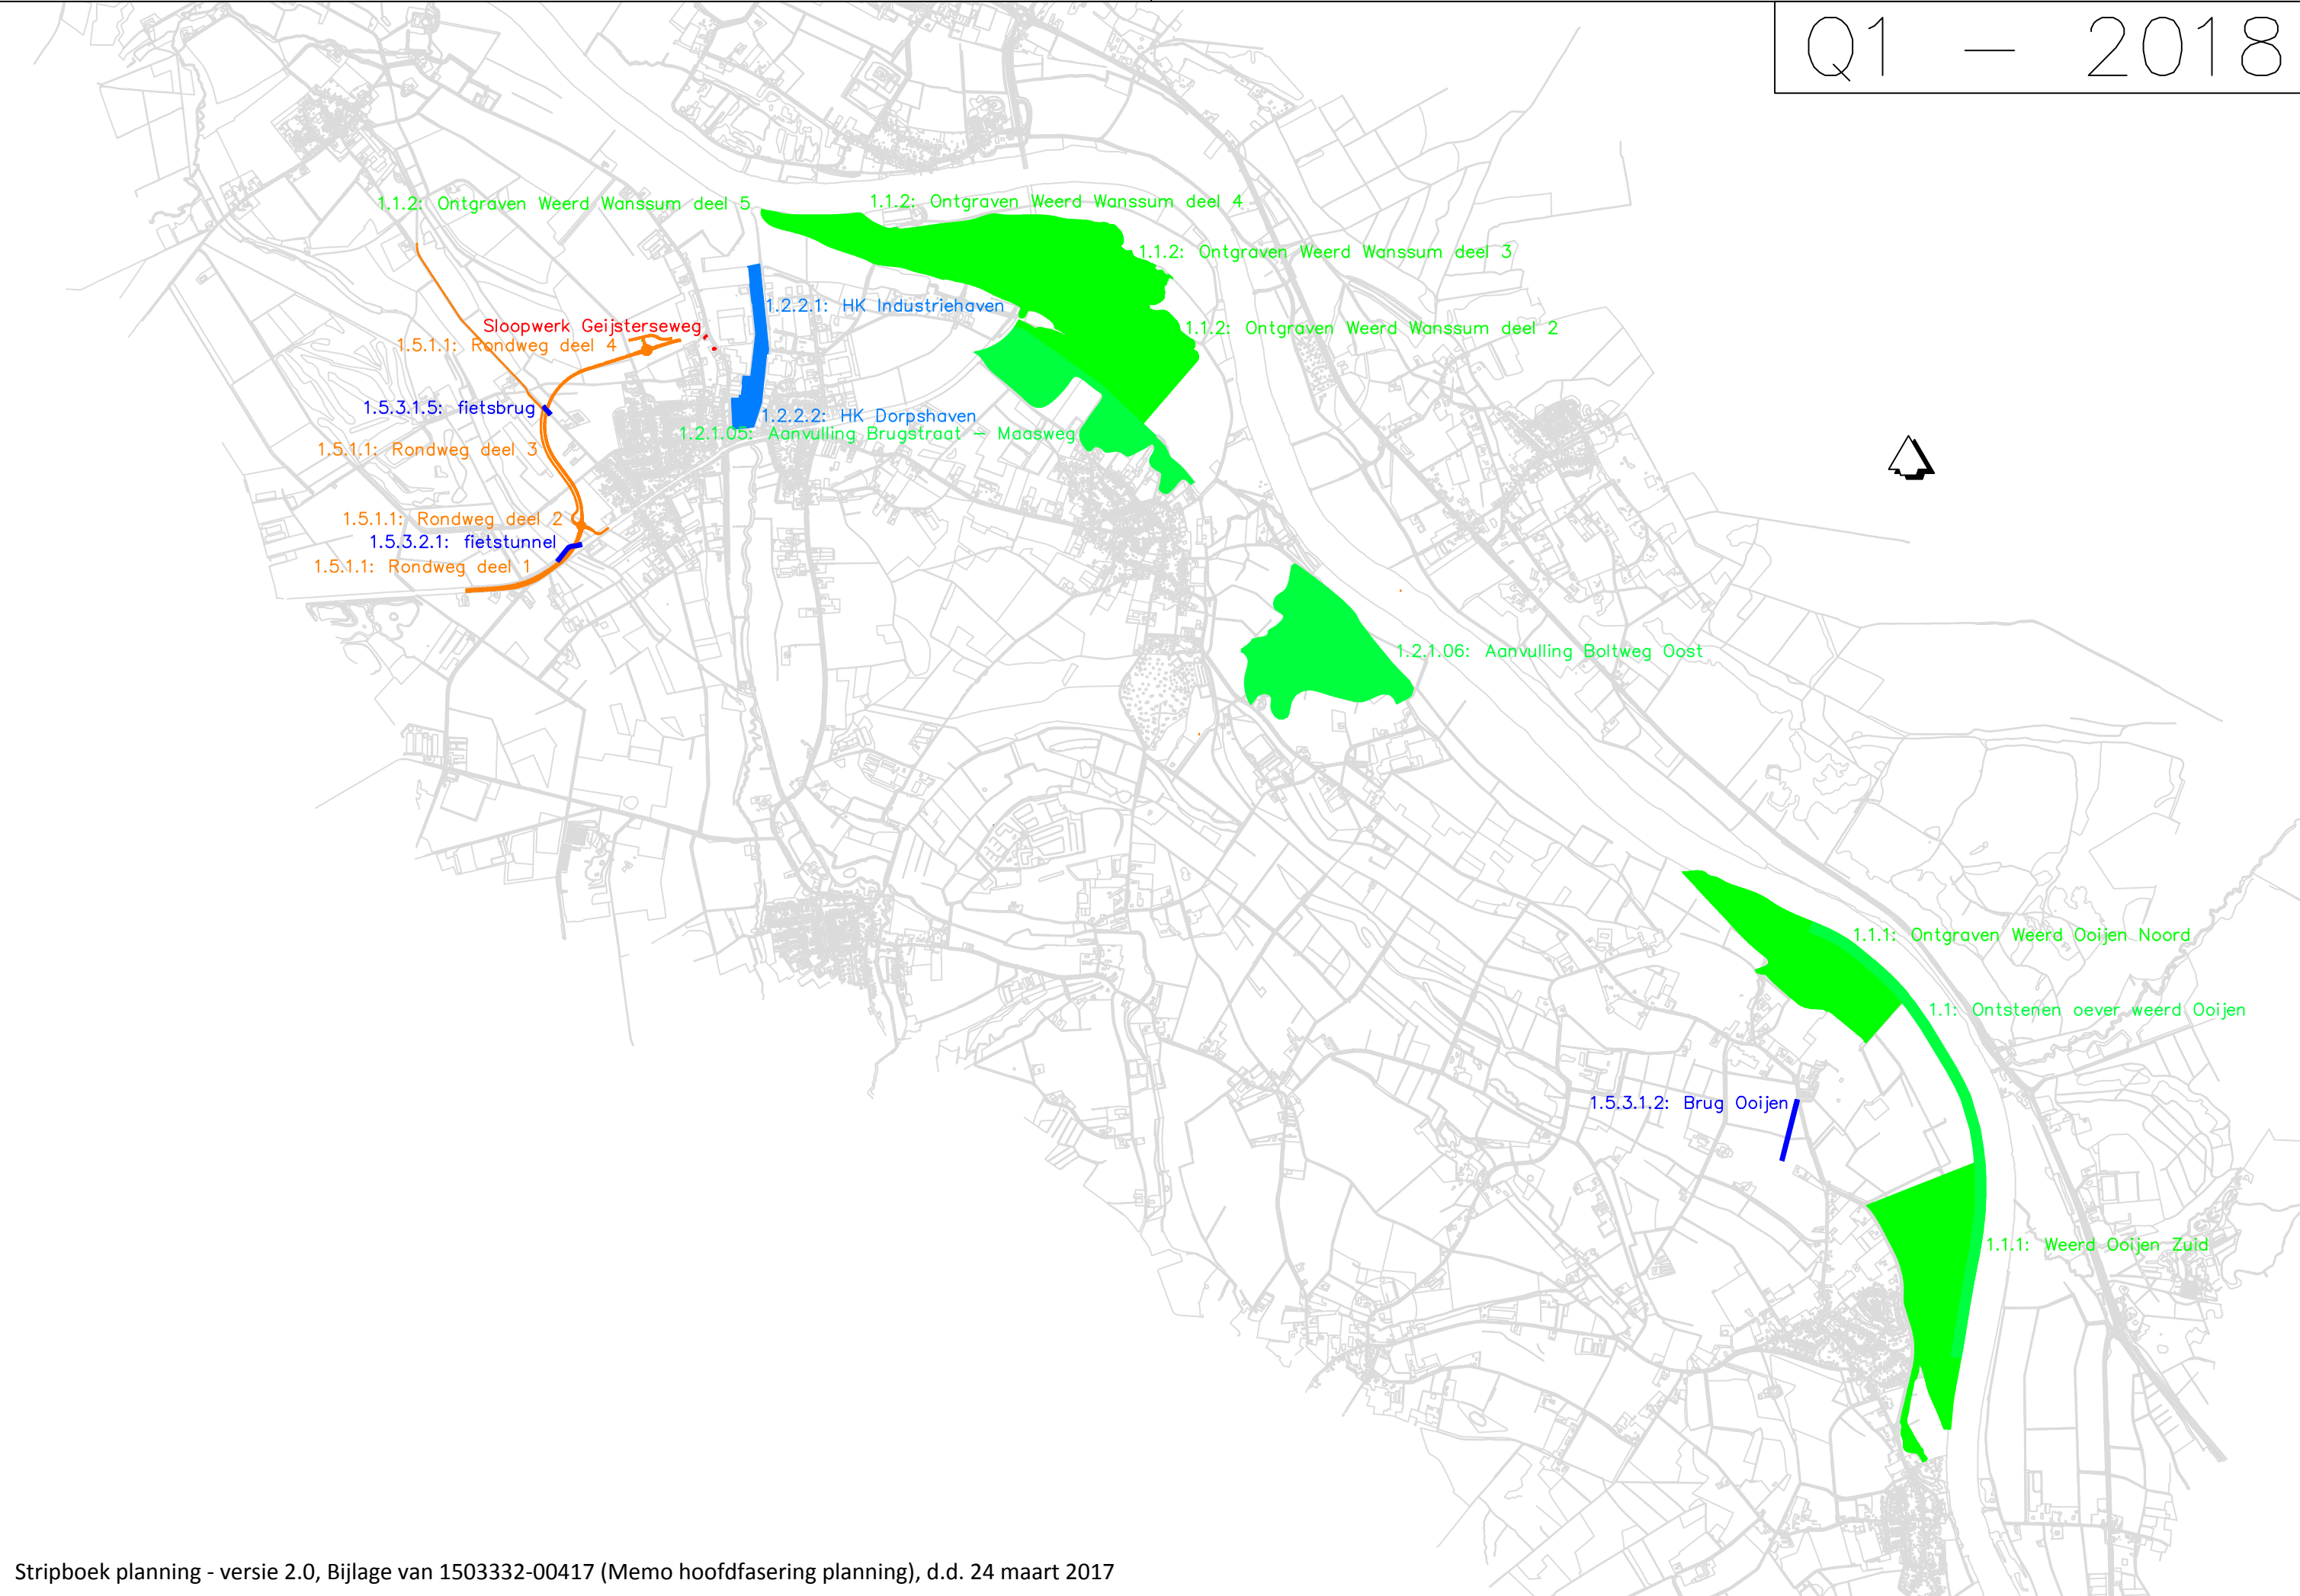 Q1 - 2018
1.1.2: Ontgraven Weerd Wanssum deel 5
1.1.2: Ontgraven Weerd Wanssum deel 4
1.1.2: Ontgraven Weerd Wanssum deel 3
1.2.2.1: HK Industriehaven
Sloopwerk Geijsterseweg
1.1.2: Ontgraven Weerd Wanssum deel 2
1.5.1.1: Rondweg deel 4
1.5.3.1.5: fietsbrug
1.2.2.2: HK Dorpshaven
1.2.1.05: Aanvulling Brugstraat - Maasweg
1.5.1.1: Rondweg deel 3
1.5.1.1: Rondweg deel 2
1.5.3.2.1: fietstunnel
1.5.1.1: Rondweg deel 1
1.2.1.06: Aanvulling Boltweg Oost
1.1.1: Ontgraven Weerd Ooijen Noord
1.1: Ontstenen oever weerd Ooijen
1.5.3.1.2: Brug Ooijen
1.1.1: Weerd Ooijen Zuid
Stripboek planning - versie 2.0, Bijlage van 1503332-00417 (Memo hoofdfasering planning), d.d. 24 maart 2017